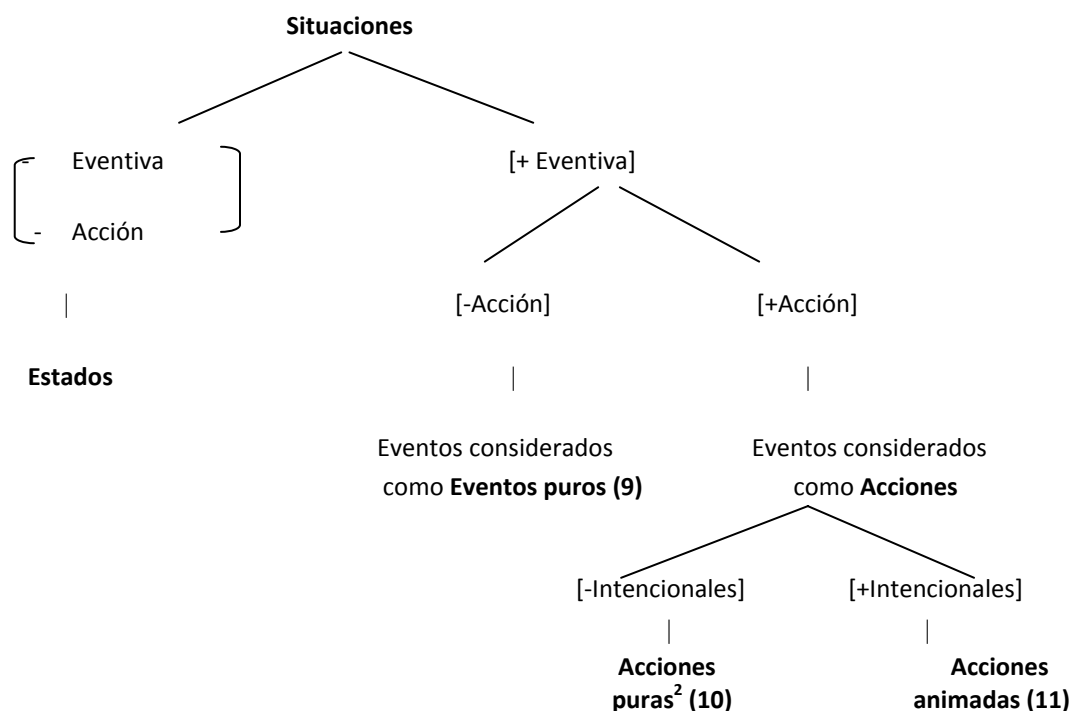 Situaciones
- Eventiva
[+ Eventiva]
- Acción
[-Acción]
[+Acción]
Estados
Eventos considerados
como Eventos puros (9)
Eventos considerados
como Acciones
[-Intencionales]
[+Intencionales]
Acciones
puras² (10)
Acciones
animadas (11)